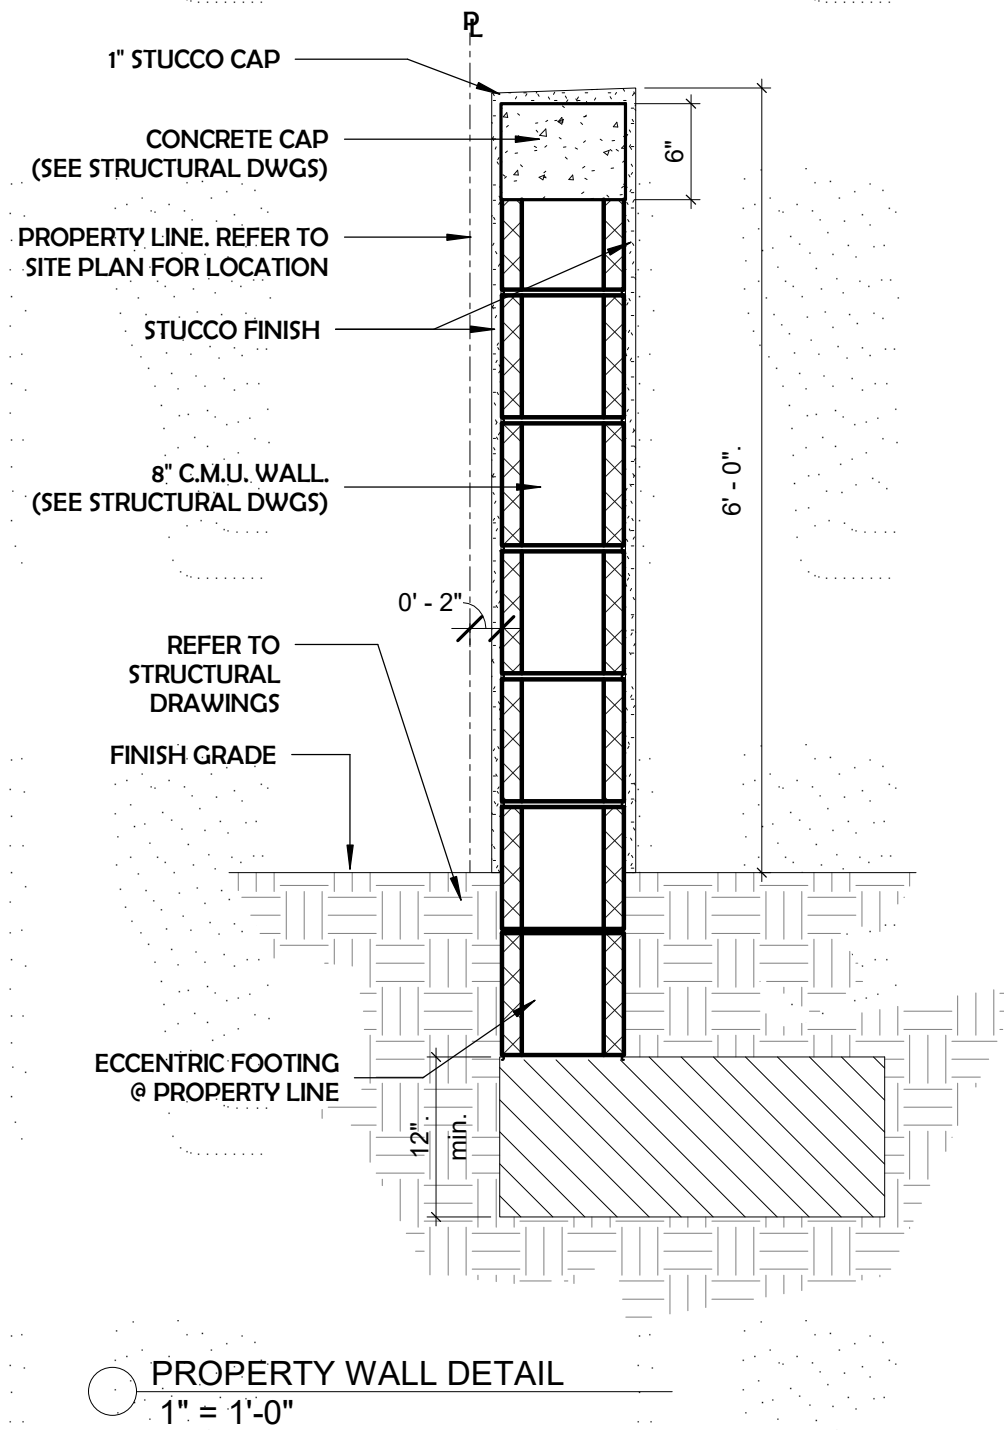 PL
1" STUCCO CAP
CONCRETE CAP
(SEE STRUCTURAL DWGS)
6"
PROPERTY LINE. REFER TO
SITE PLAN FOR LOCATION
STUCCO FINISH
8" C.M.U. WALL.
(SEE STRUCTURAL DWGS)
6' - 0".
0' - 2"
REFER TO
STRUCTURAL
DRAWINGS
FINISH GRADE
ECCENTRIC FOOTING
@ PROPERTY LINE
12".
min.
PROPERTY WALL DETAIL
1" = 1'-0"